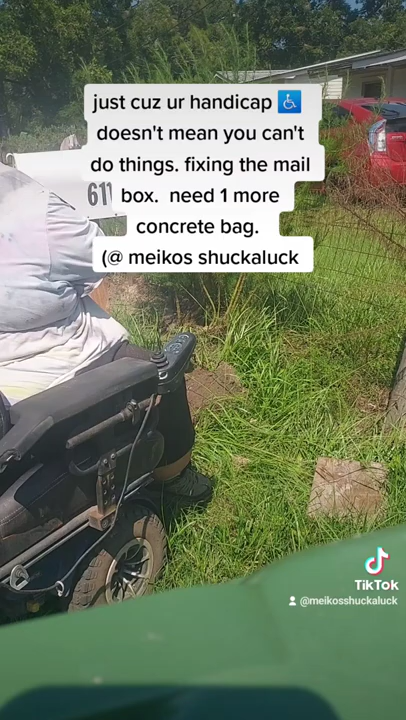 just cuz ur handicap ♿
doesn't mean you can't
do things. fixing the mail
box. need 1 more
concrete bag.
(@ meikos shuckaluck
611
TikTok
@meikosshuckaluck